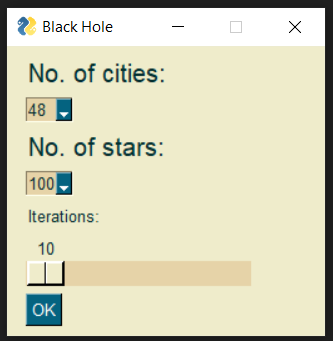 Black Hole
No. of cities:
48
No. of stars:
100
Iterations:
10
OK